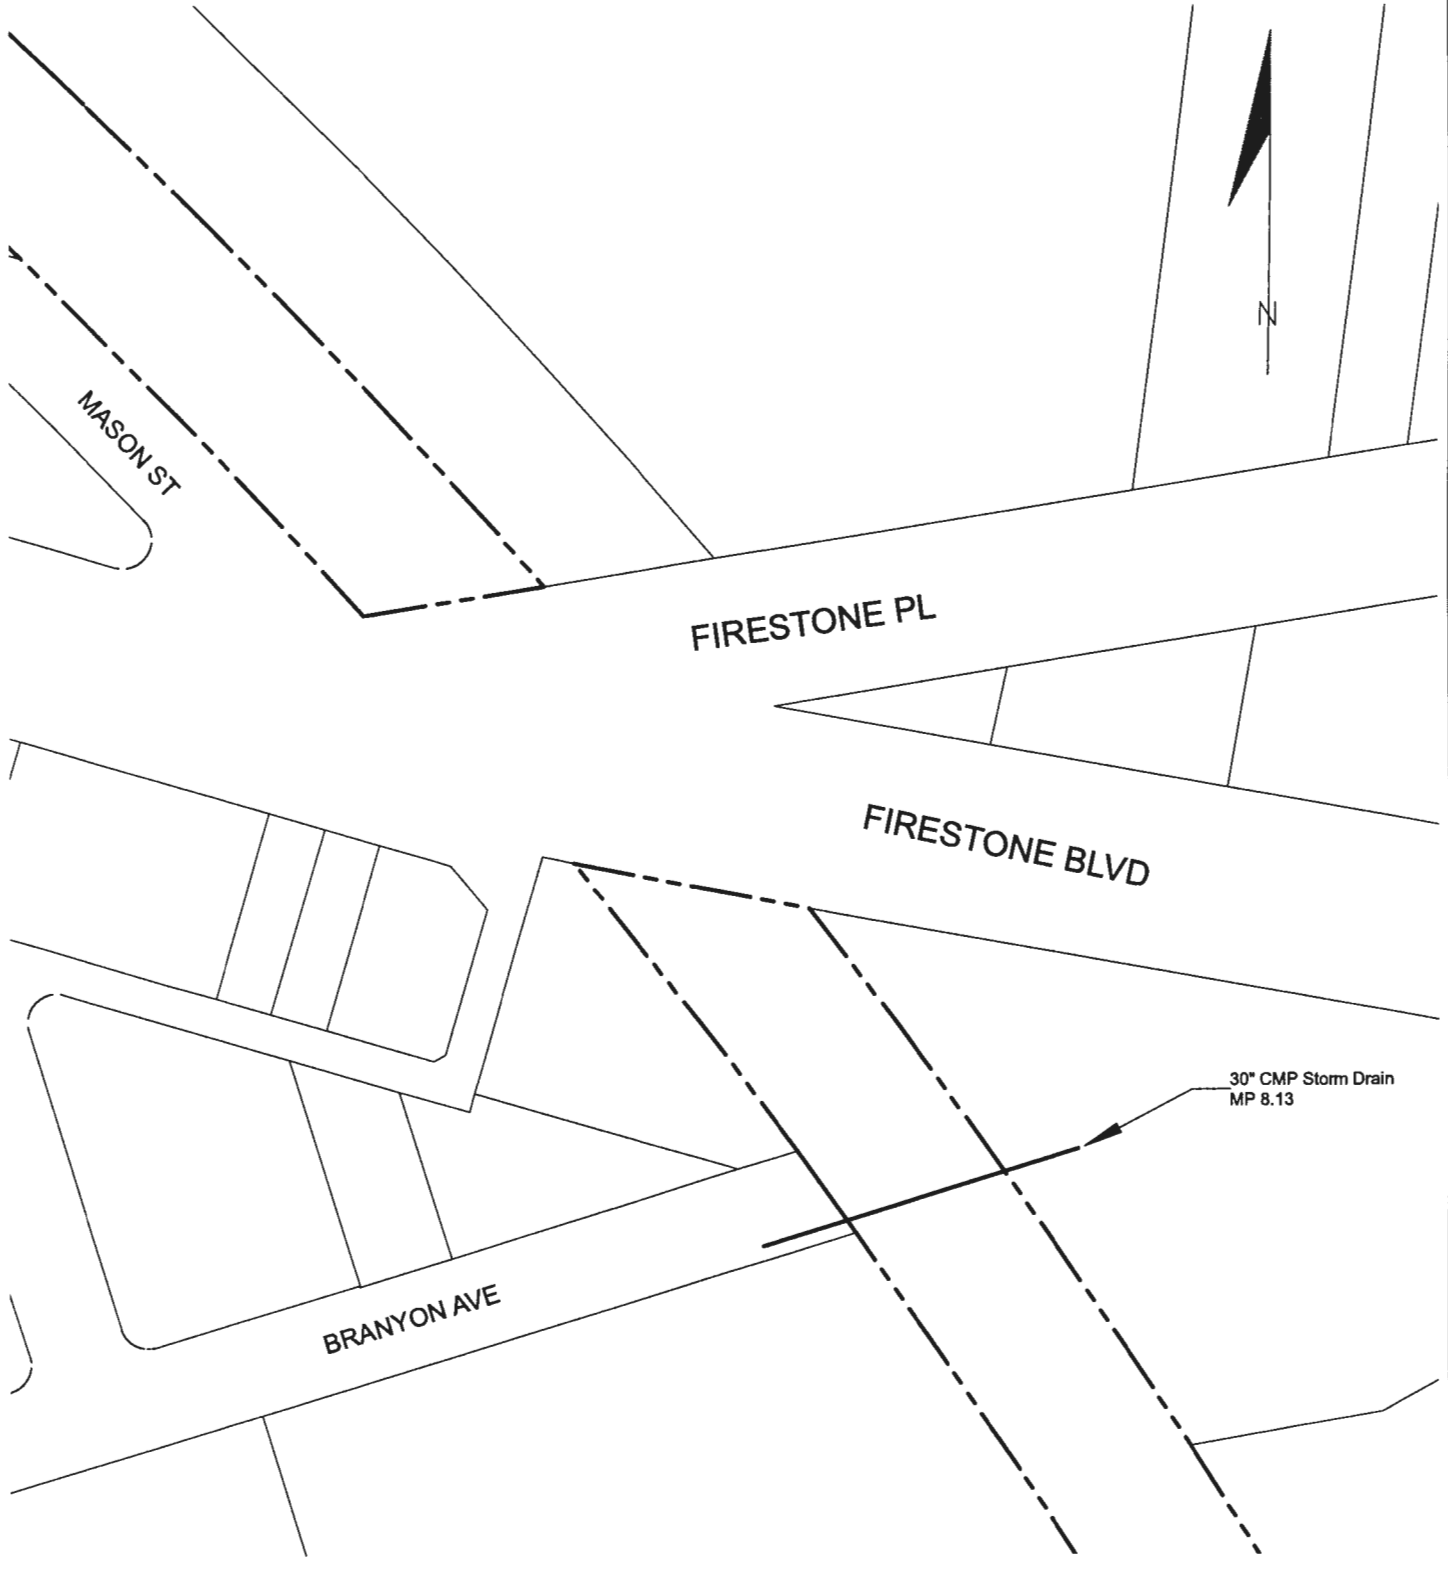 N
MASON ST
FIRESTONE PL
FIRESTONE BLVD
30" CMP Storm Drain
MP 8.13
BRANYON AVE